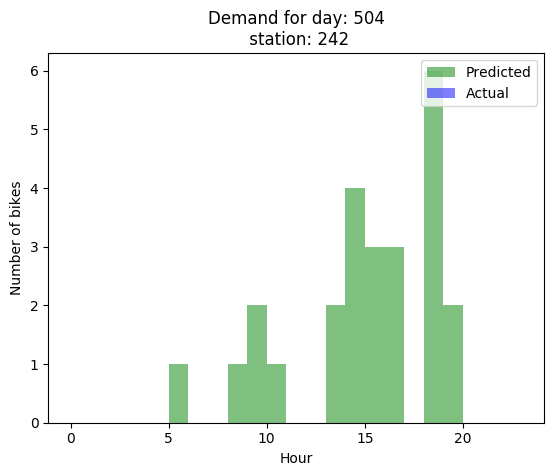 Demand for day: 504
station: 242
Predicted
Actual
Number of bikes
6
5
4
3
2
1
0
0 5 10 15 20
Hour